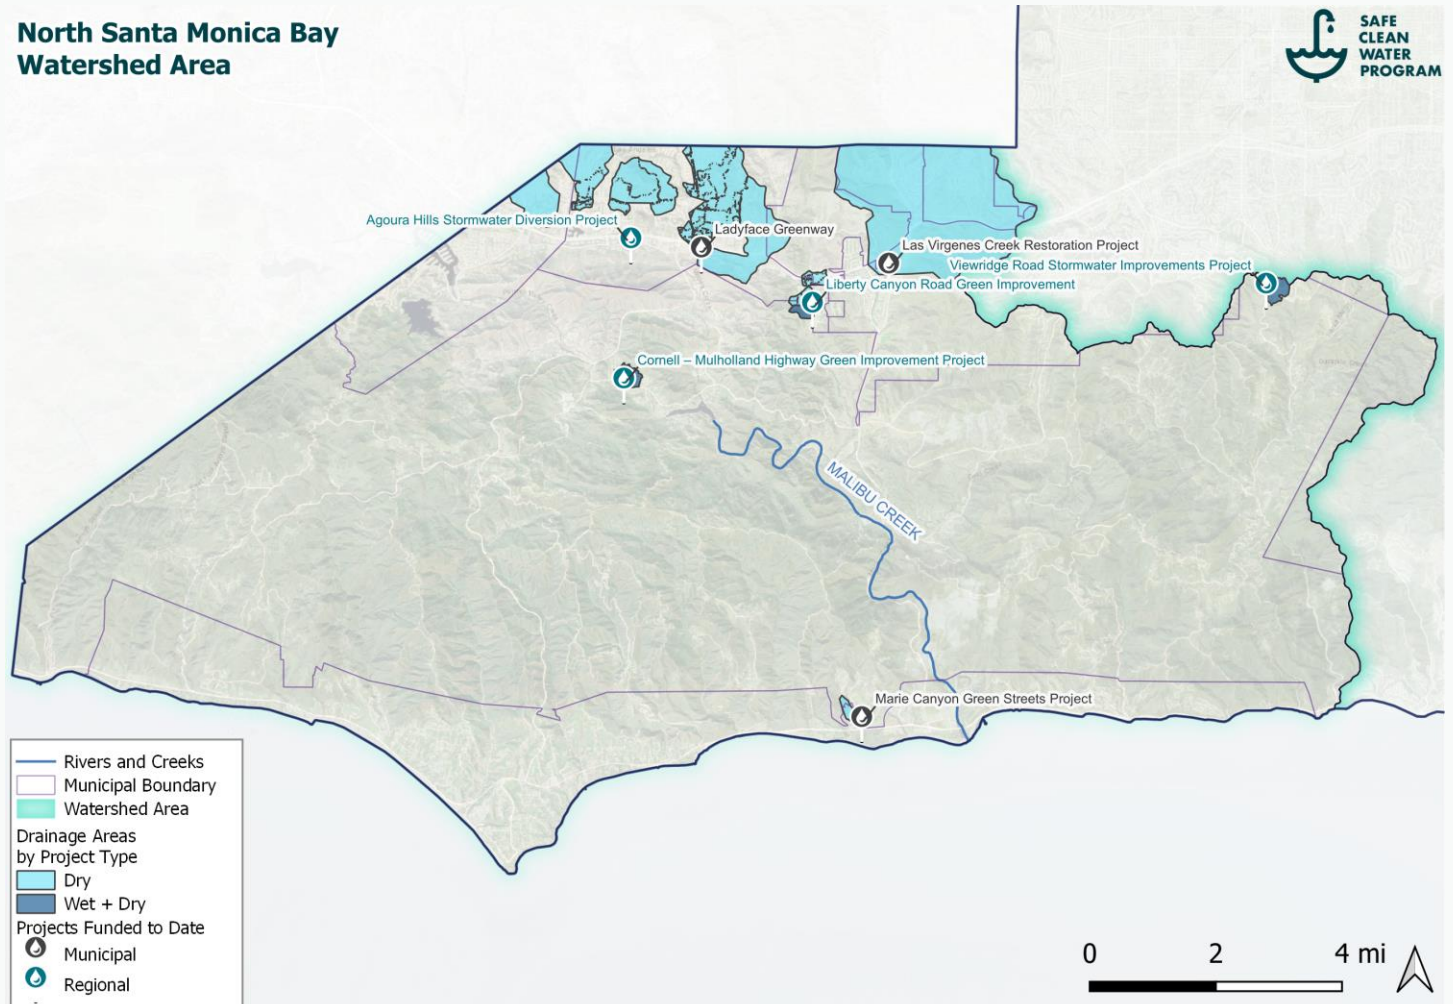 North Santa Monica Bay
Watershed Area
SAFE
CLEAN
WATER
PROGRAM
Agoura Hills Stormwater Diversion Project
Ladyface Greenway
Las Virgenes Creek Restoration Project
Viewridge Road Stormwater Improvements Project
Liberty Canyon Road Green Improvement
Cornell – Mulholland Highway Green Improvement Project
MALIBU CREEK
Marie Canyon Green Streets Project
Rivers and Creeks
Municipal Boundary
Watershed Area
Drainage Areas
by Project Type
Dry
Wet + Dry
Projects Funded to Date
Municipal
Regional
0 2 4 mi